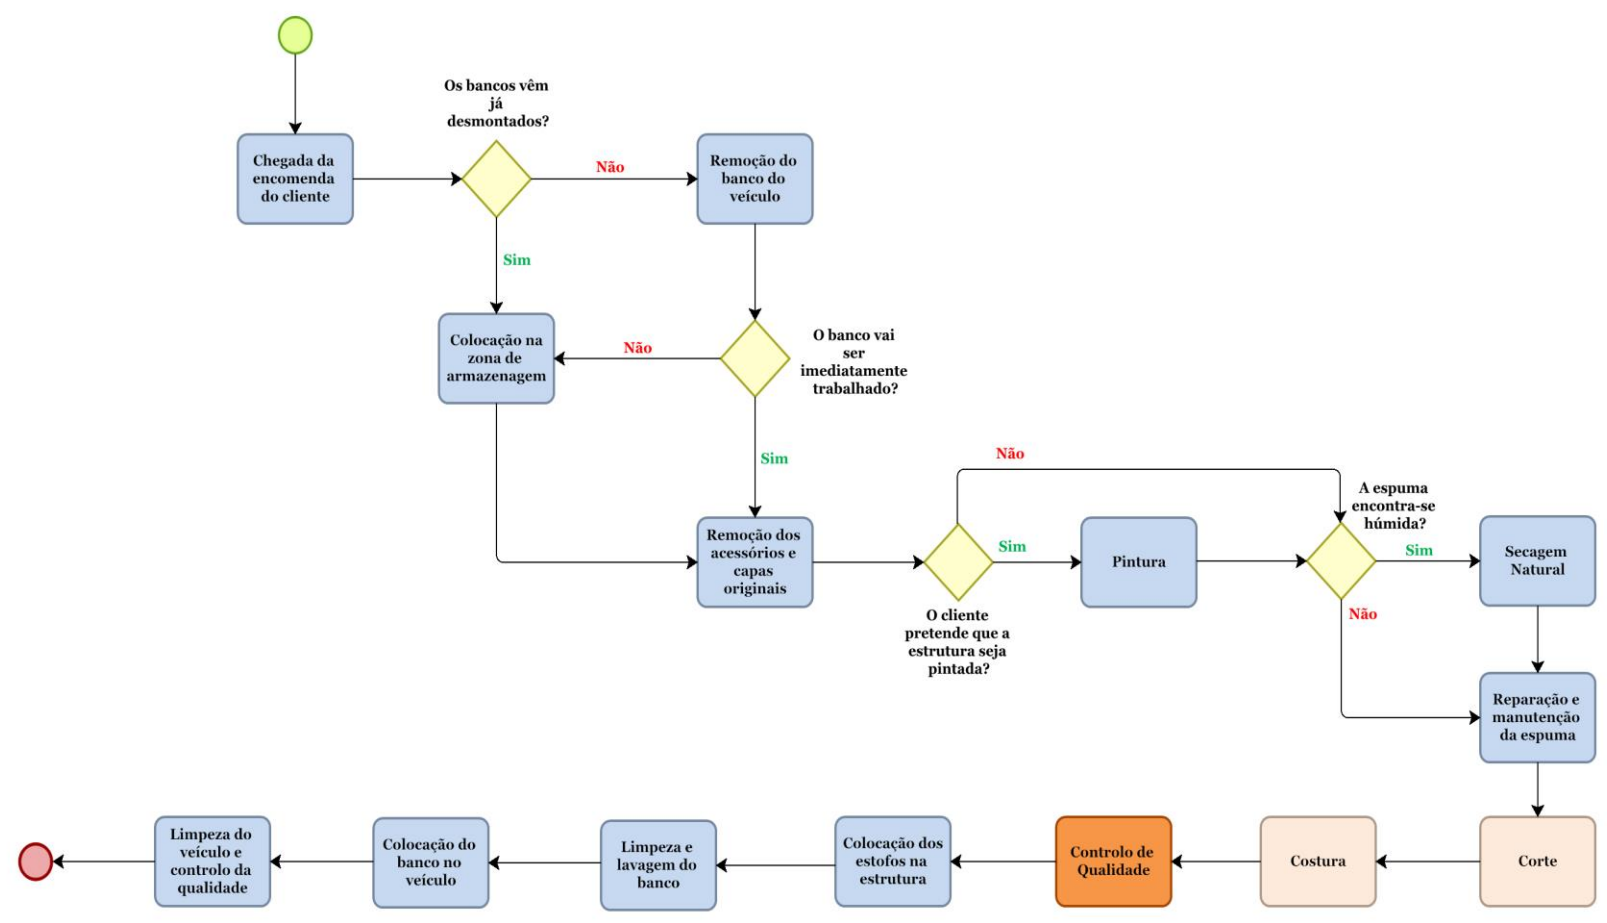 Os bancos vêm
já
desmontados?
Chegada da
encomenda
do cliente
Não
Remoção do
banco do
veículo
Sim
Colocação na
zona de
armazenagem
Não
O banco vai
ser
imediatamente
trabalhado?
Sim
Remoção dos
acessórios e
capas
originais
Não
O cliente
pretende que a
estrutura seja
pintada?
Sim
Pintura
A espuma
encontra-se
húmida?
Sim
Secagem
Natural
Não
Reparação e
manutenção
da espuma
Corte
Costura
Controlo de
Qualidade
Colocação dos
estofos na
estrutura
Limpeza e
lavagem do
banco
Colocação do
banco no
veículo
Limpeza do
veículo e
controlo da
qualidade